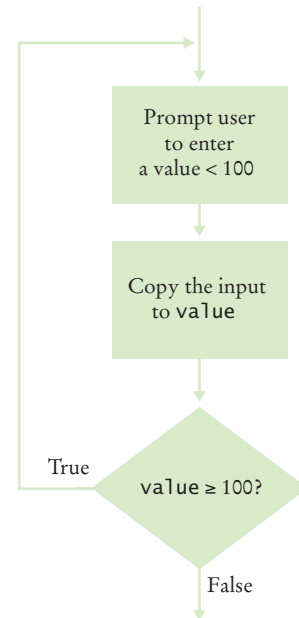 Prompt user
to enter
a value < 100
Copy the input
to value
True
value ≥ 100?
False